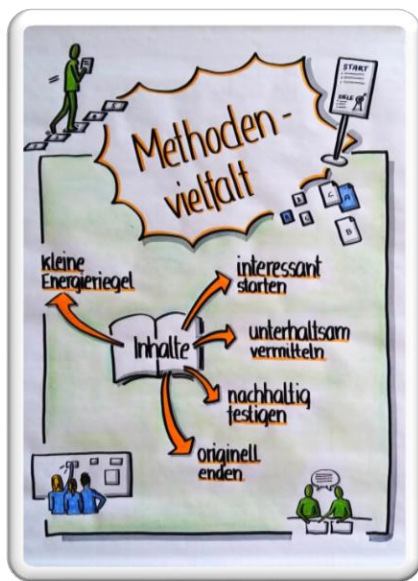 START
ZIELE
Methoden-
vielfalt
A
B
kleine
Energieriegel
interessant
starten
Inhalte
unterhaltsam
vermitteln
nachhaltig
festigen
originell
enden